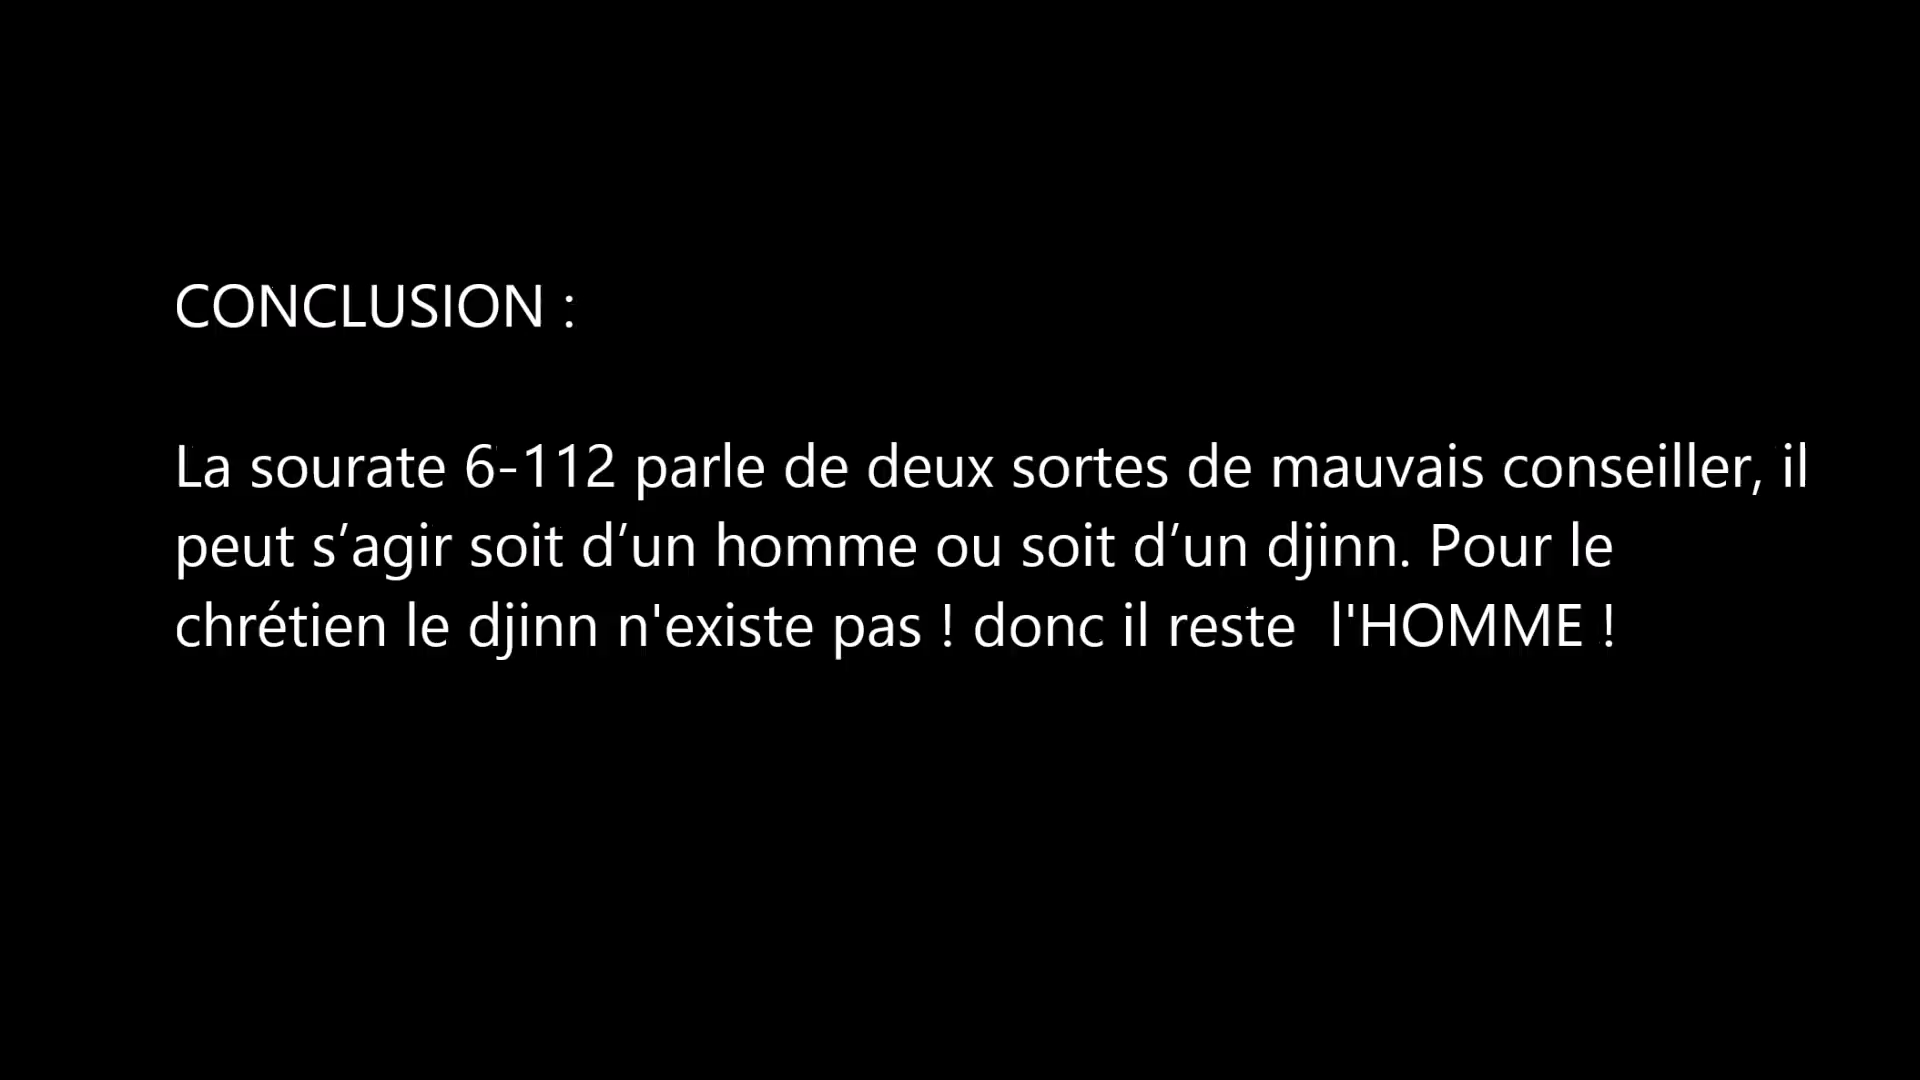 CONCLUSION :
La sourate 6-112 parle de deux sortes de mauvais conseiller, il
peut s’agir soit d’un homme ou soit d’un djinn. Pour le
chrétien le djinn n'existe pas ! donc il reste  l'HOMME !